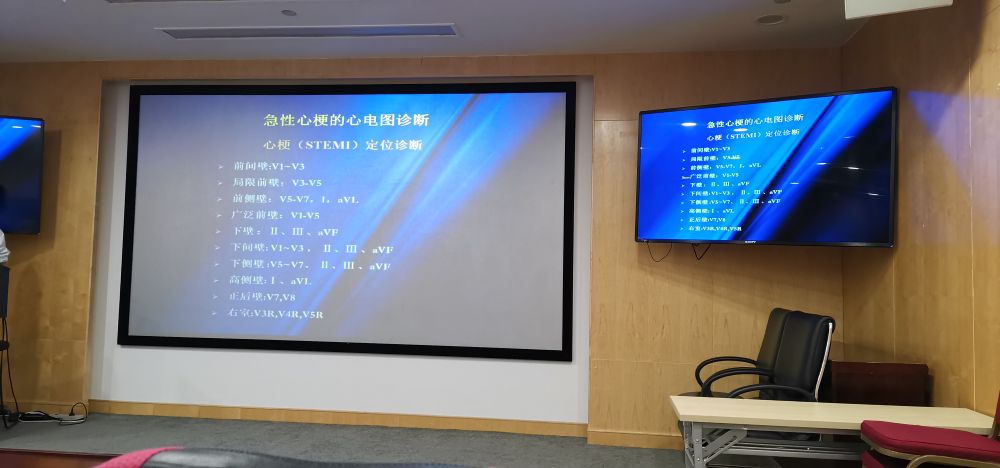 急性心梗的心电图诊断
心梗（STEMI）定位诊断
➢ 前间壁:V1~V3
➢ 局限前壁：V3-V5
➢ 前侧壁：V5-V7，I，aVL
➢ 广泛前壁：V1-V5
➢ 下壁：Ⅱ、Ⅲ、aVF
➢ 下间壁:V1~V3，Ⅱ、Ⅲ、aVF
➢ 下侧壁:V5~V7、Ⅱ、Ⅲ、aVF
➢ 高侧壁:Ⅰ、aVL
➢ 正后壁:V7,V8
➢ 右室:V3R,V4R,V5R
急性心梗的心电图诊断
心梗（STEMI）定位诊断
➢ 前间壁:V1~V3
➢ 局限前壁：V3-V5
➢ 前侧壁：V5-V7，I，aVL
广泛前壁：V1-V5
➢ 下壁：Ⅱ、Ⅲ、aVF
➢ 下间壁:V1~V3，Ⅱ、Ⅲ、aVF
➢ 下侧壁:V5~V7、Ⅱ、Ⅲ、aVF
➢ 高侧壁:Ⅰ、aVL
➢ 正后壁:V7,V8
➢ 右室:V3R,V4R,V5R